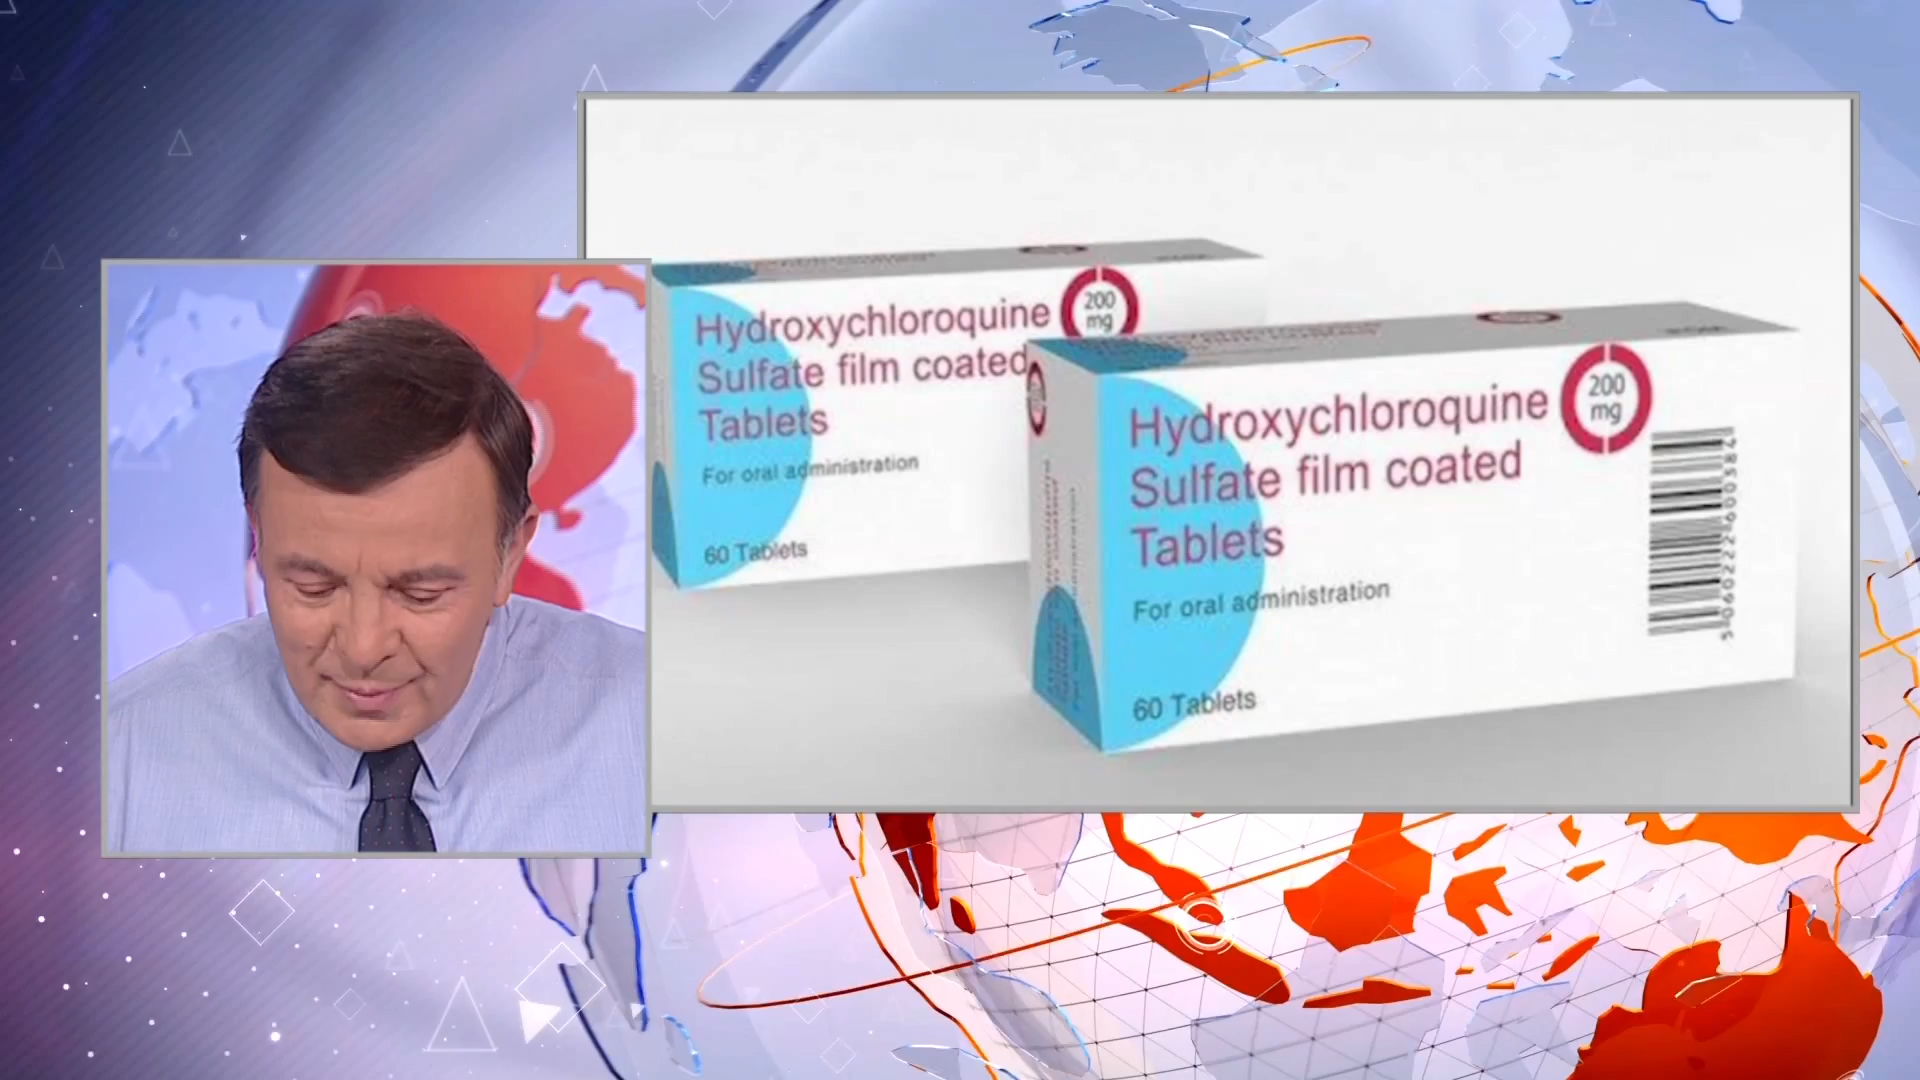 Hydroxychloroquine
Sulfate film coated
Tablets
200
mg
For oral administration
60 Tablets
Hydroxychloroquine
Sulfate film coated
Tablets
200
mg
For oral administration
60 Tablets